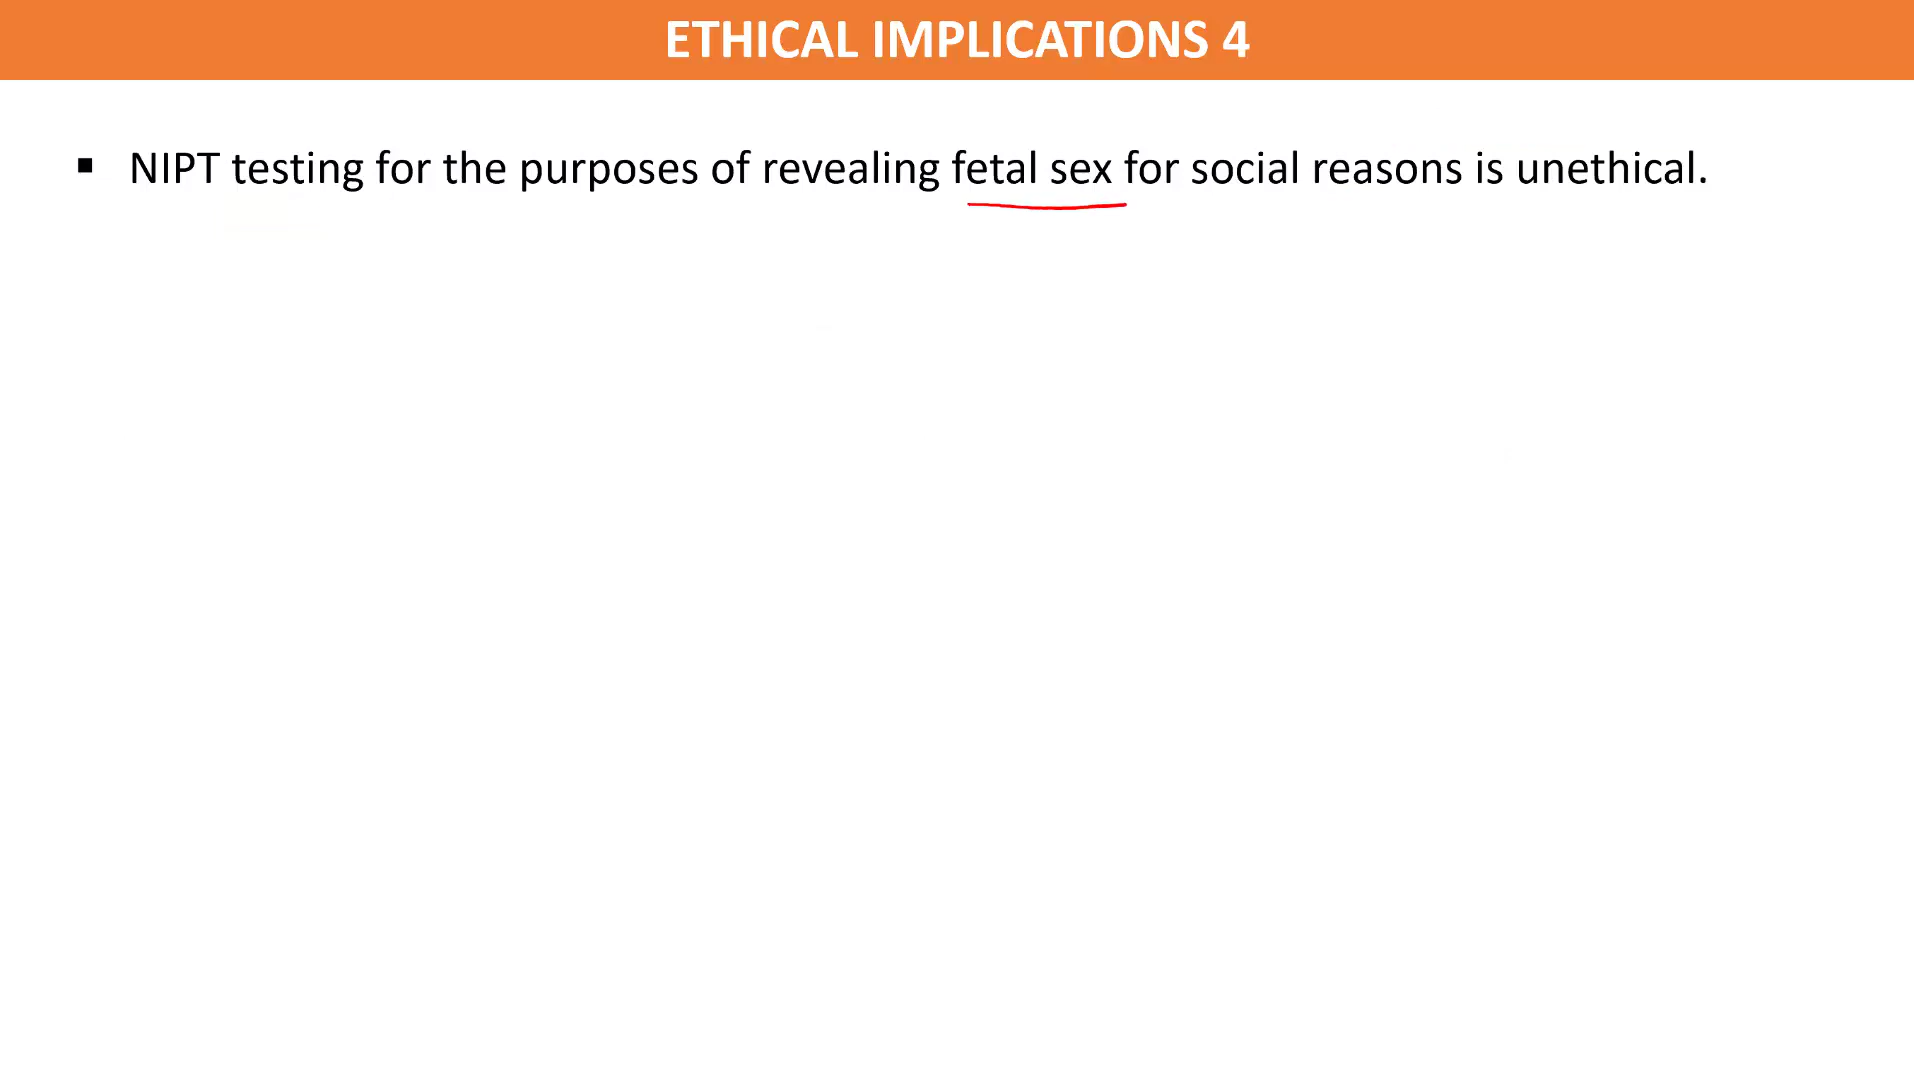 ETHICAL IMPLICATIONS 4
▪ NIPT testing for the purposes of revealing fetal sex for social reasons is unethical.